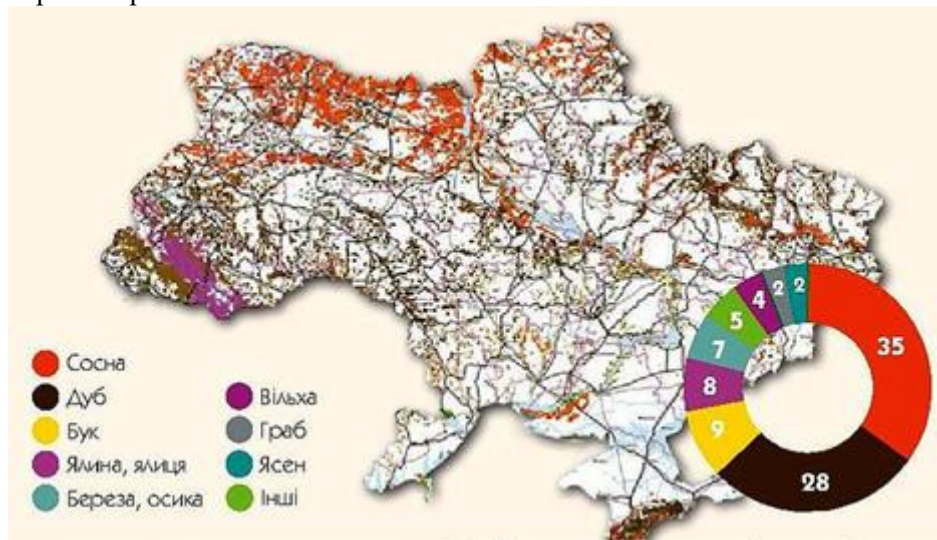 Сосна
Дуб
Бук
Ялина, ялиця
Береза, осика
Вільха
Граб
Ясен
Інші
35
28
9
8
7
5
4
2
2